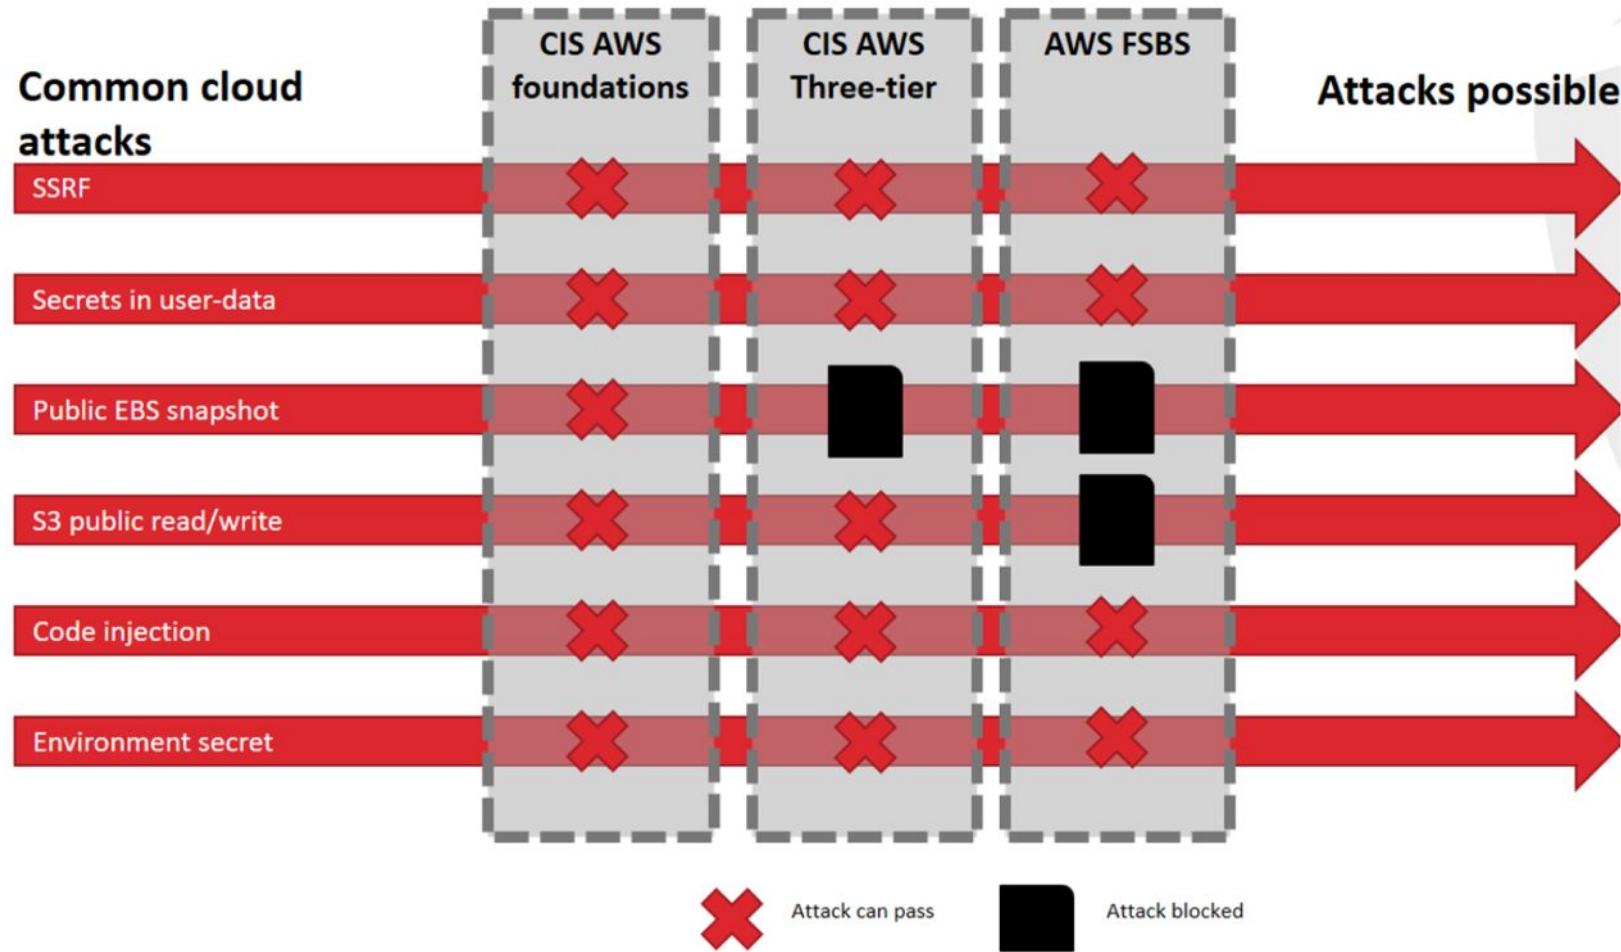 Common cloud
attacks
CIS AWS
foundations
CIS AWS
Three-tier
AWS FSBS
Attacks possible
SSRF
Secrets in user-data
Public EBS snapshot
S3 public read/write
Code injection
Environment secret
Attack can pass
Attack blocked